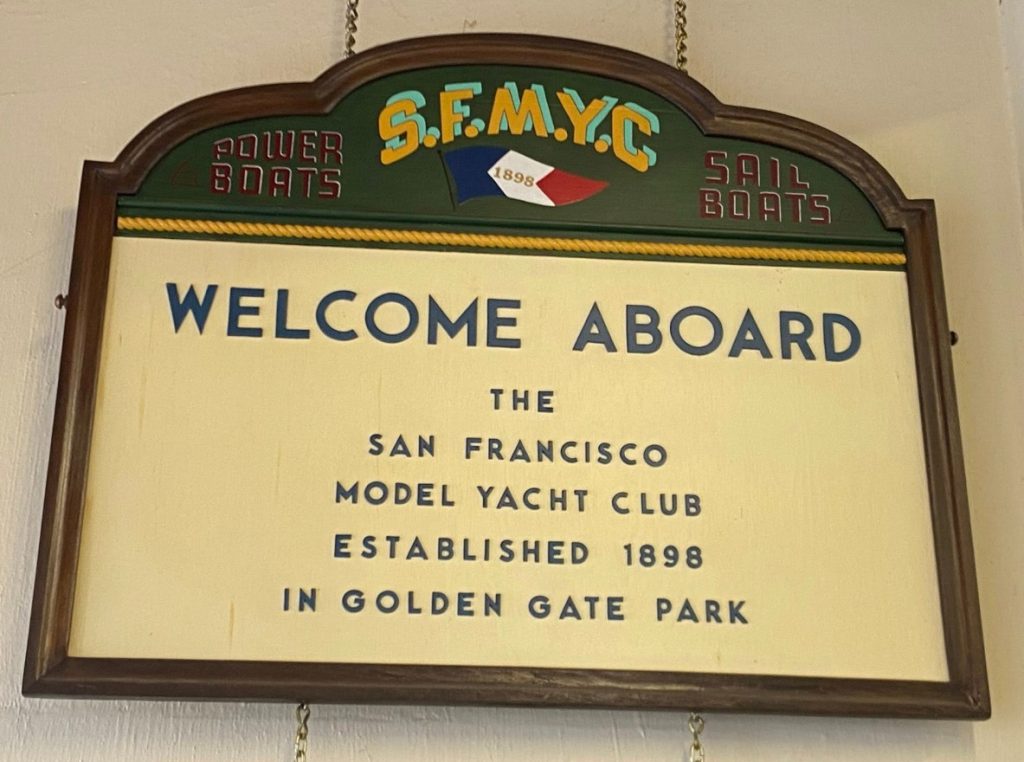 S.F.M.Y.C
POWER
BOATS
1898
SAIL
BOATS
WELCOME ABOARD
THE
SAN FRANCISCO
MODEL YACHT CLUB
ESTABLISHED 1898
IN GOLDEN GATE PARK